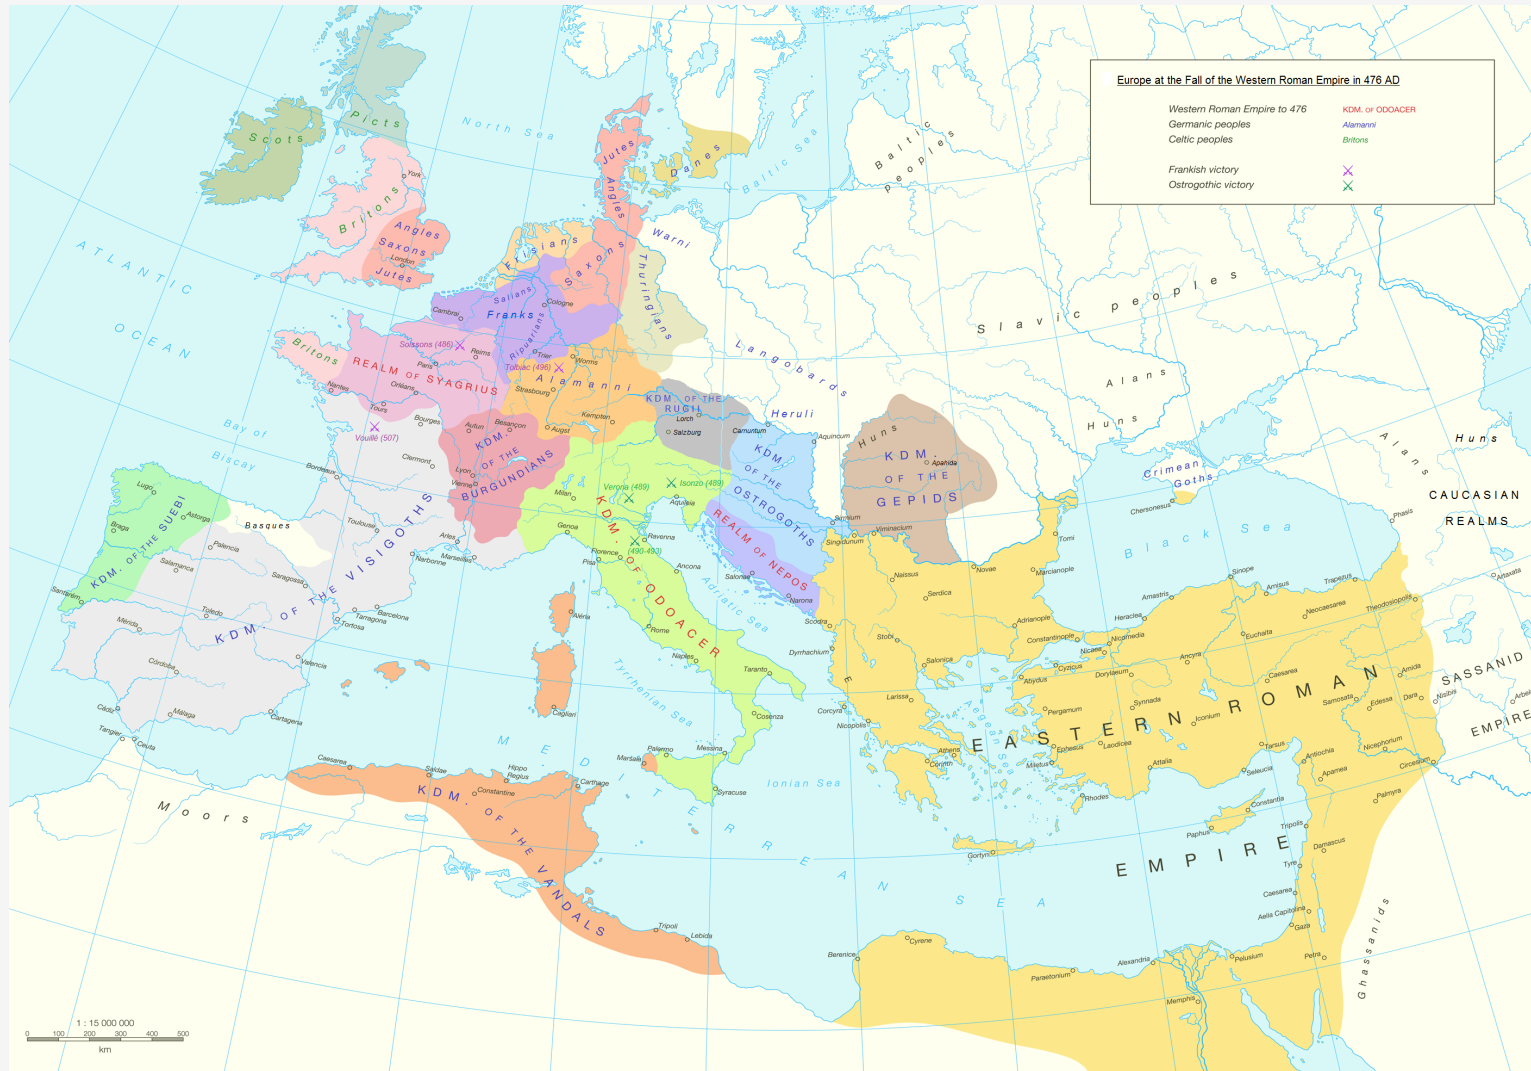 Europe at the Fall of the Western Roman Empire in 476 AD
Western Roman Empire to 476
KDM. OF ODOACER
Germanic peoples
Alamanni
Celtic peoples
Britons
Frankish victory
Ostrogothic victory
North Sea
Baltic Sea
ATLANTIC
OCEAN
Bay of
Biscay
Scots
Picts
Britons
York
Angles
Saxons
London
Jutes
Jutes
Angles
Danes
Baltic
Peoples
Warni
Frisians
Saxons
Thuringians
Salians
Franks
Ripuarians
Cologne
Cambrai
Soissons (486)
Reims
Paris
Trier
Tolbiac (496)
Worms
Alamanni
Strasbourg
Kempten
Augst
Britons
REALM OF SYAGRIUS
Nantes
Orléans
Tours
Bourges
Vouillé (507)
Autun
Besançon
KDM.
OF THE
BURGUNDIANS
Lyon
Vienne
Clermont
Bordeaux
Toulouse
Arles
Marseilles
Narbonne
KDM. OF THE RUGII
Lorch
Salzburg
Carnuntum
Langobards
Heruli
Aquincum
Slavic people
Alans
Huns
Huns
KDM.
OF THE
GEPIDS
Apahida
KDM.
OF THE
OSTROGOTHS
REALM OF NEPOS
Salonae
Narona
Sirmium
Singidunum
Viminacium
Crimean
Goths
Chersonesus
Alans
Huns
CAUCASIAN
REALMS
Phasis
Artaxata
Black Sea
KDM. OF THE SUEBI
Lugo
Astorga
Braga
Santarém
Basques
Palencia
Salamanca
Saragossa
KDM. OF THE VISIGOTHS
Toledo
Mérida
Córdoba
Barcelona
Tarragona
Tortosa
Valencia
Cartagena
Cádiz
Málaga
Tangier
Ceuta
Moors
Milan
Verona (489)
Isonzo (489)
Aquileia
Genoa
Ravenna
(490-493)
Florence
Pisa
Ancona
KDM. OF ODOACER
Adriatic Sea
Rome
Naples
Taranto
Cosenza
Aléria
Cagliari
Tyrrhenian Sea
Palermo
Marsala
Messina
Syracuse
Ionian Sea
MEDITERRANEAN SEA
Caesarea
Saldae
Hippo
Regius
Carthage
Constantine
KDM. OF THE VANDALS
Tripoli
Lebida
Berenice
Cyrene
Paraetonium
Alexandria
Memphis
Pelusium
Novae
Tomi
Marcianople
Naissus
Serdica
Scodra
Stobi
Adrianople
Constantinople
Dyrrhachium
Salonica
Larissa
Corcyra
Nicopolis
Athens
Corinth
Aegean Sea
Gortyn
Heraclea
Nicomedia
Nicaea
Cyzicus
Abydus
Dorylaeum
Pergamum
Synnada
Ephesus
Laodicea
Miletus
Rhodes
Attalia
Iconium
Ancyra
Amastris
Sinope
Amisus
Trapezus
Neocaesarea
Theodosiopolis
Euchaita
Caesarea
Amida
Samosata
Edessa
Dara
Nisibis
Tarsus
Seleucia
Antiochia
Apamea
Nicephorium
Circesium
Palmyra
Constantia
Paphus
Tripolis
Damascus
Tyre
Caesarea
Aelia Capitolina
Gaza
Petra
E
EASTERN ROMAN
EMPIRE
SASSANID
EMPIRE
Ghassanids
1 : 15 000 000
0 100 200 300 400 500
km